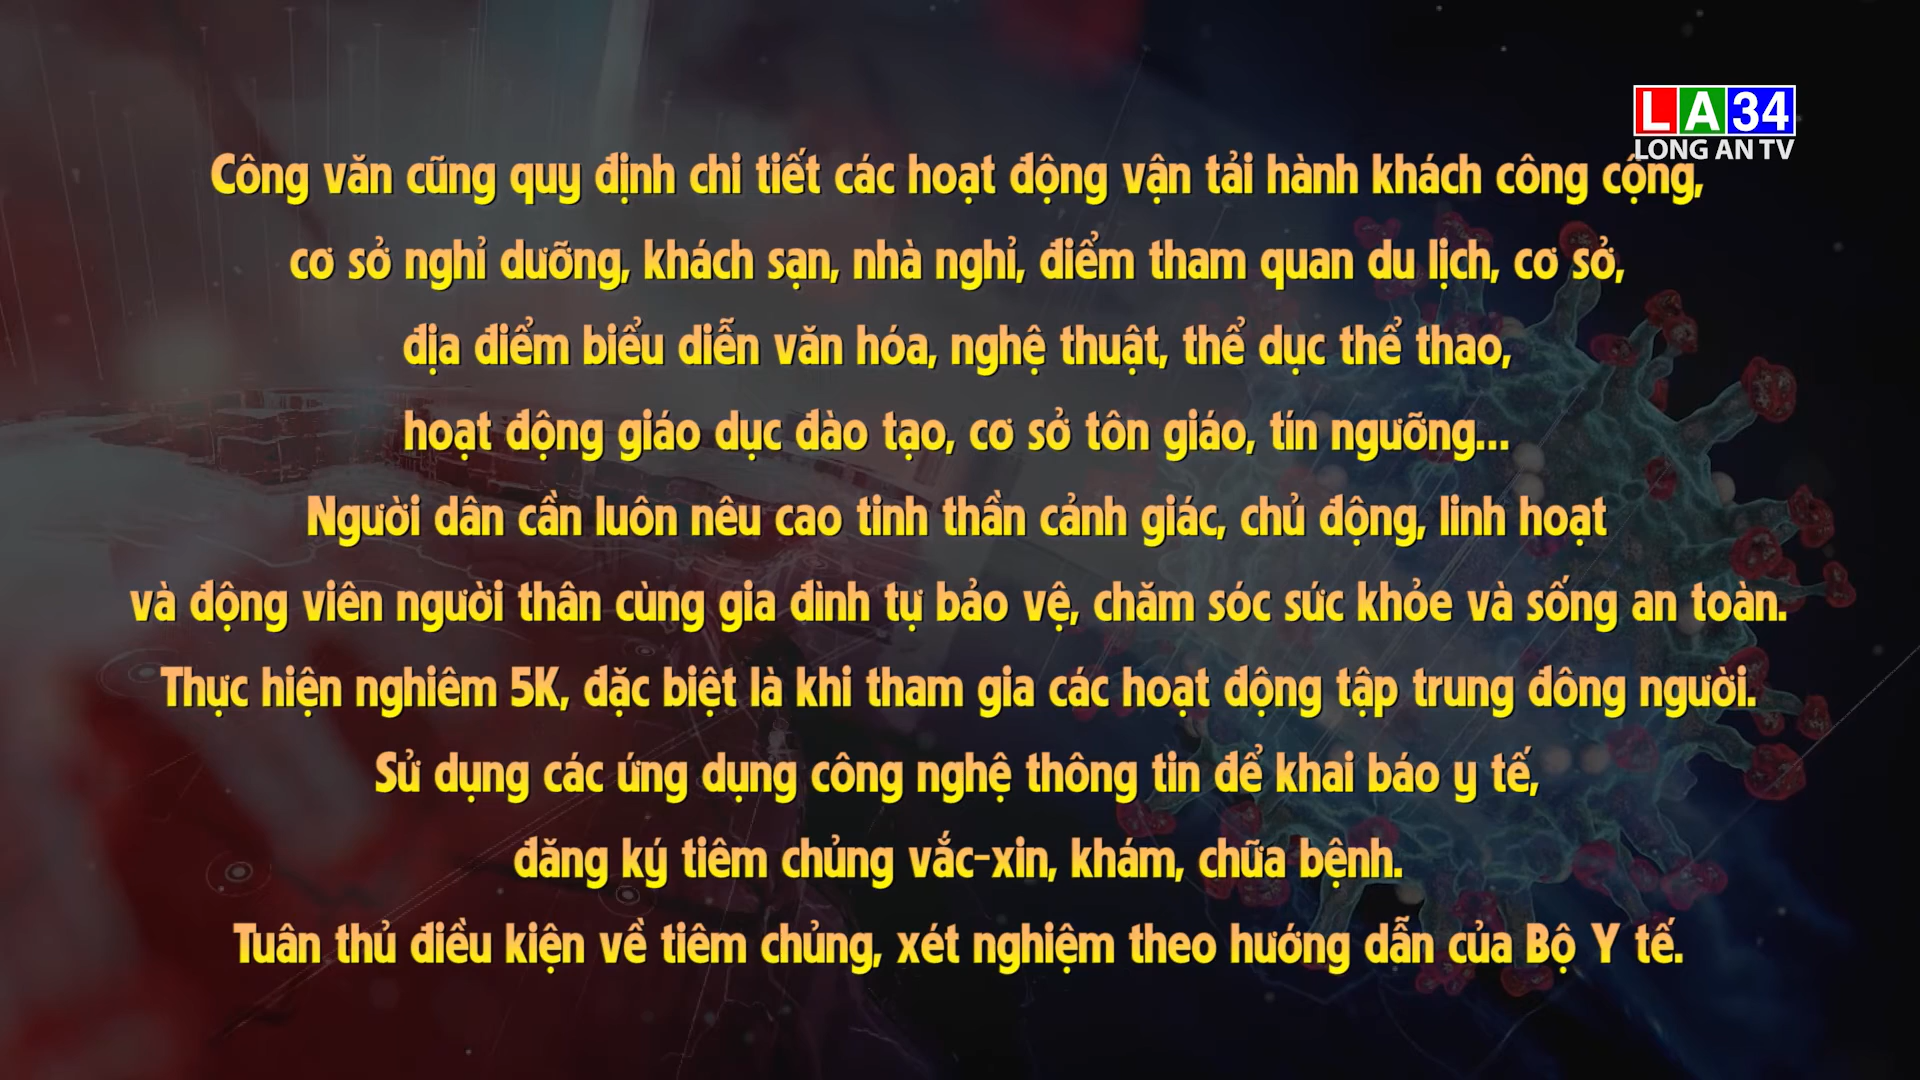 LA34
LONG AN TV
Công văn cũng quy định chi tiết các hoạt động vận tải hành khách công cộng,
cơ sở nghỉ dưỡng, khách sạn, nhà nghỉ, điểm tham quan du lịch, cơ sở,
địa điểm biểu diễn văn hóa, nghệ thuật, thể dục thể thao,
hoạt động giáo dục đào tạo, cơ sở tôn giáo, tín ngưỡng...
Người dân cần luôn nêu cao tinh thần cảnh giác, chủ động, linh hoạt
và động viên người thân cùng gia đình tự bảo vệ, chăm sóc sức khỏe và sống an toàn.
Thực hiện nghiêm 5K, đặc biệt là khi tham gia các hoạt động tập trung đông người.
Sử dụng các ứng dụng công nghệ thông tin để khai báo y tế,
đăng ký tiêm chủng vắc-xin, khám, chữa bệnh.
Tuân thủ điều kiện về tiêm chủng, xét nghiệm theo hướng dẫn của Bộ Y tế.